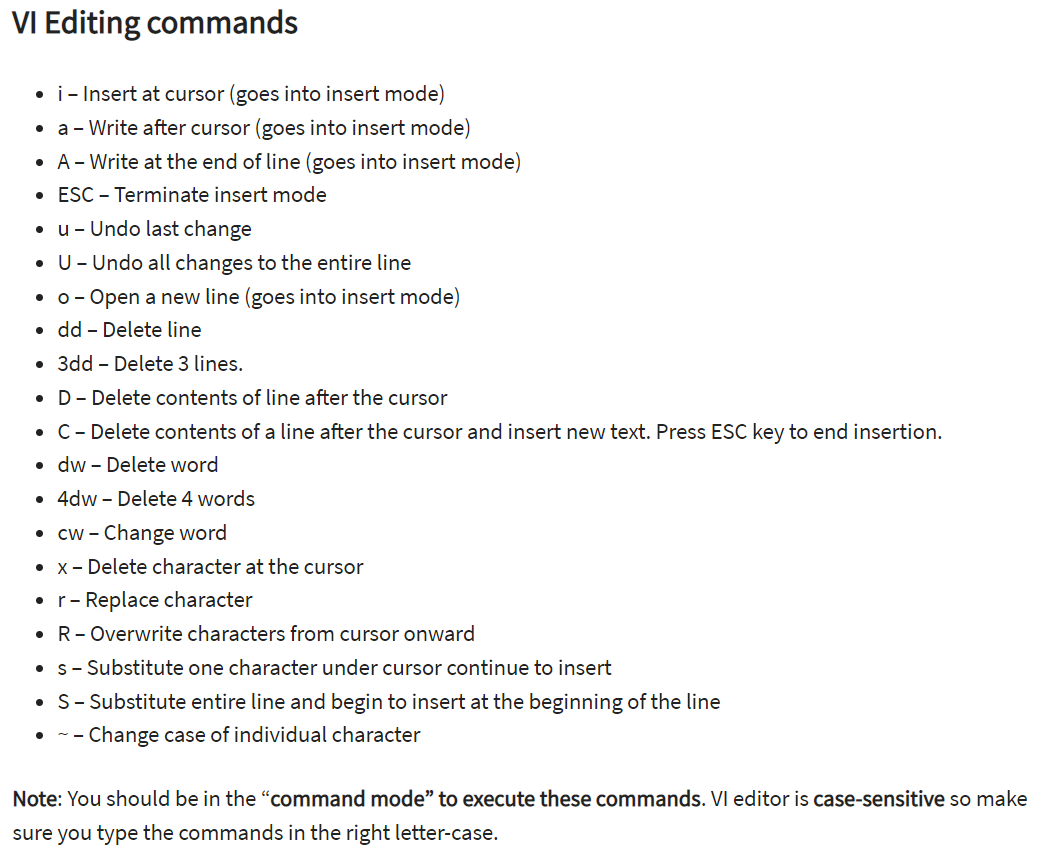 VI Editing commands
i – Insert at cursor (goes into insert mode)
a – Write after cursor (goes into insert mode)
A – Write at the end of line (goes into insert mode)
ESC – Terminate insert mode
u – Undo last change
U – Undo all changes to the entire line
o – Open a new line (goes into insert mode)
dd – Delete line
3dd – Delete 3 lines.
D – Delete contents of line after the cursor
C – Delete contents of a line after the cursor and insert new text. Press ESC key to end insertion.
dw – Delete word
4dw – Delete 4 words
cw – Change word
x – Delete character at the cursor
r – Replace character
R – Overwrite characters from cursor onward
s – Substitute one character under cursor continue to insert
S – Substitute entire line and begin to insert at the beginning of the line
~ – Change case of individual character
Note: You should be in the “command mode” to execute these commands. VI editor is case-sensitive so make
sure you type the commands in the right letter-case.